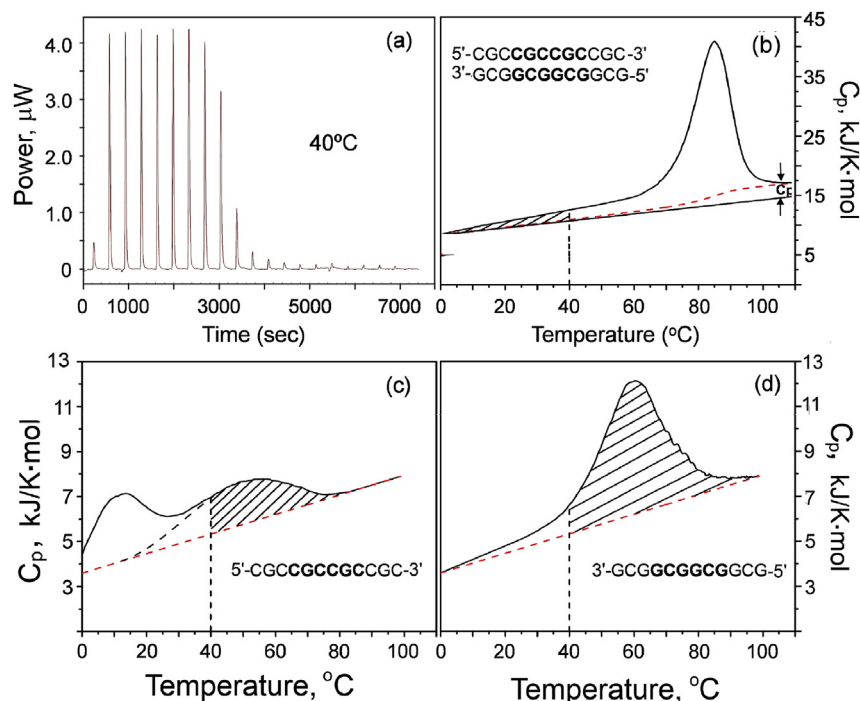 (a)
4.0
3.0
2.0
1.0
0
Power, μW
40ºC
0 1000 3000 5000 7000
Time (sec)
(b)
5'-CGCCGCCGCCGC-3'
3'-GCGGCGGCGGCG-5'
45
35
25
15
5
Cp, kJ/K·mol
Cp
0 20 40 60 80 100
Temperature (ºC)
(c)
13
11
9
7
5
3
Cp, kJ/K·mol
5'-CGCCGCCGCCGC-3'
0 20 40 60 80 100
Temperature, ºC
(d)
13
11
9
7
5
3
Cp, kJ/K·mol
3'-GCGGCGGCGGCG-5'
0 20 40 60 80 100
Temperature, ºC